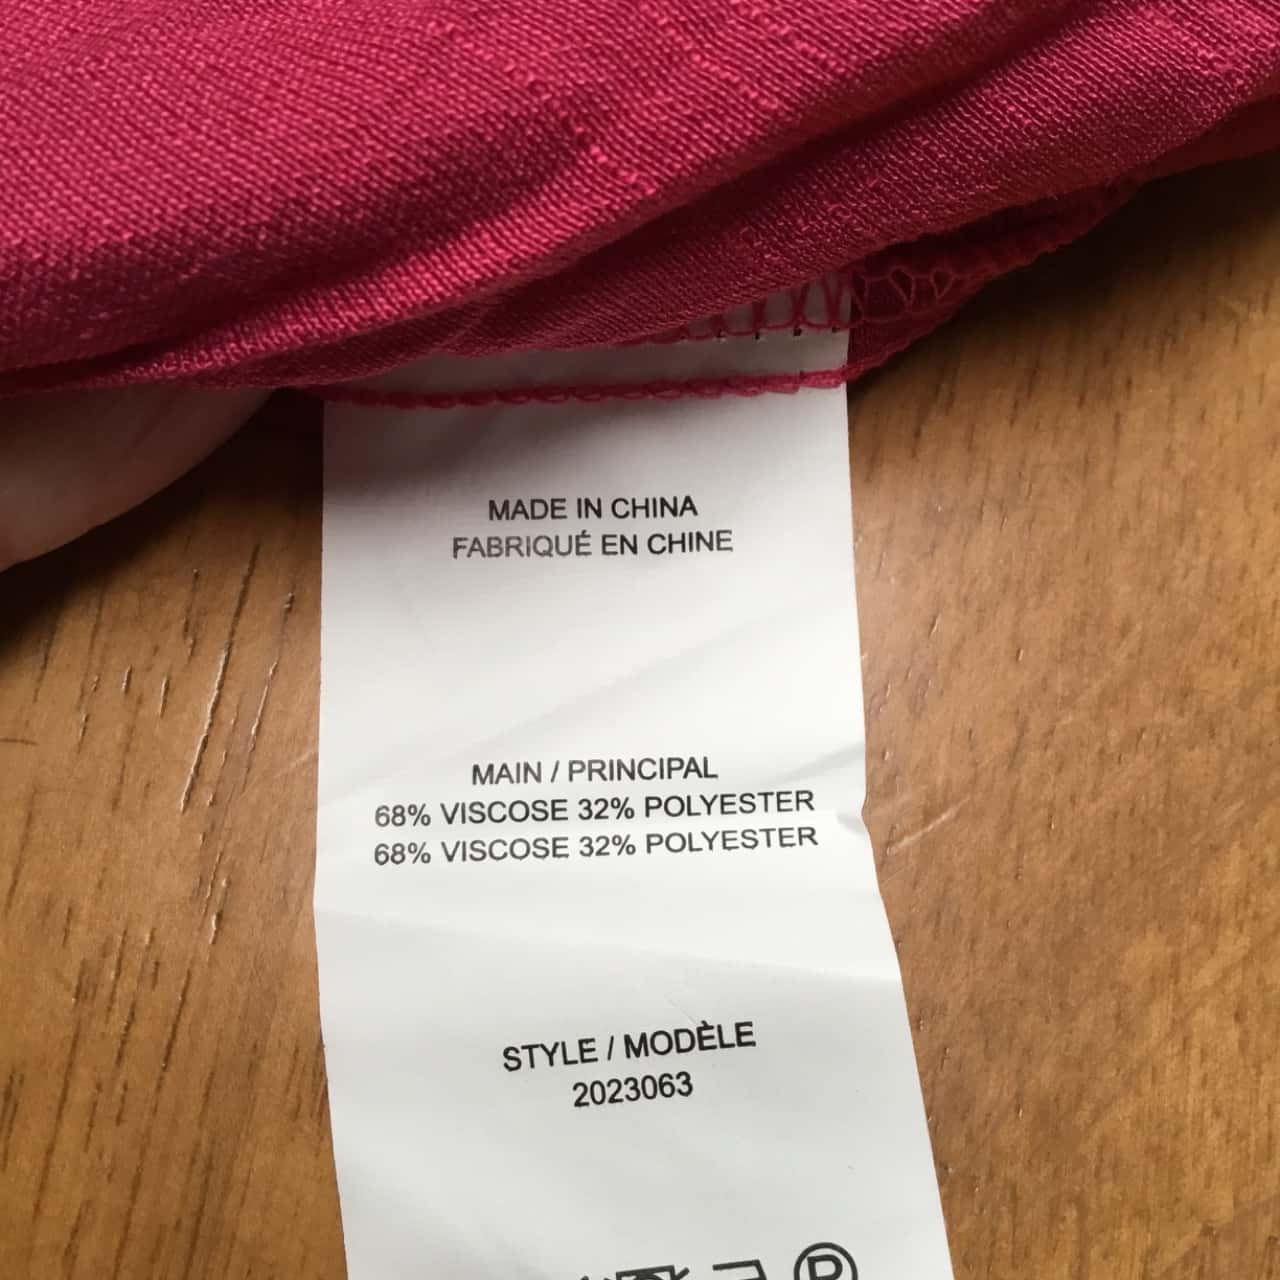 MADE IN CHINA
FABRIQUÉ EN CHINE
MAIN / PRINCIPAL
68% VISCOSE 32% POLYESTER
68% VISCOSE 32% POLYESTER
STYLE / MODÈLE
2023063
P